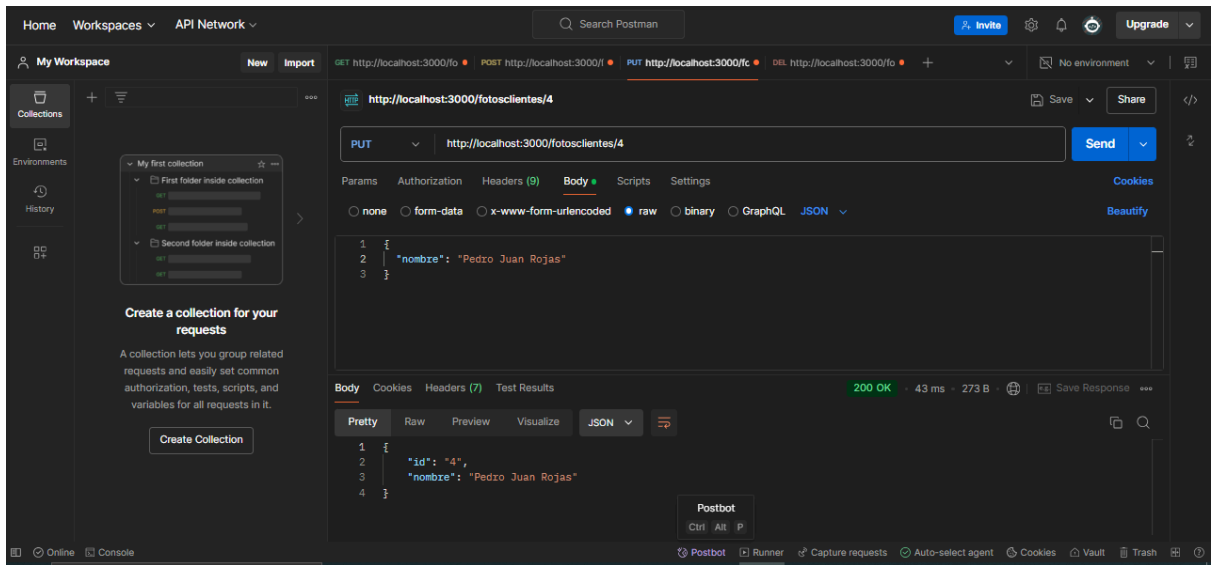 Home Workspaces API Network Search Postman Invite Upgrade
My Workspace New Import GET http://localhost:3000/fo POST http://localhost:3000/f PUT http://localhost:3000/fc DEL http://localhost:3000/fo No environment
Collections
Environments
History
My first collection
First folder inside collection
GET
POST
GET
Second folder inside collection
GET
GET
Create a collection for your
requests
A collection lets you group related
requests and easily set common
authorization, tests, scripts, and
variables for all requests in it.
Create Collection
HTTP http://localhost:3000/fotosclientes/4 Save Share
PUT http://localhost:3000/fotosclientes/4 Send
Params Authorization Headers (9) Body Scripts Settings Cookies
none form-data x-www-form-urlencoded raw binary GraphQL JSON Beautify
1 {
2 "nombre": "Pedro Juan Rojas"
3 }
Body Cookies Headers (7) Test Results 200 OK 43 ms 273 B Save Response
Pretty Raw Preview Visualize JSON
1 {
2 "id": "4",
3 "nombre": "Pedro Juan Rojas"
4 }
Postbot
Ctrl Alt P
Online Console Postbot Runner Capture requests Auto-select agent Cookies Vault Trash